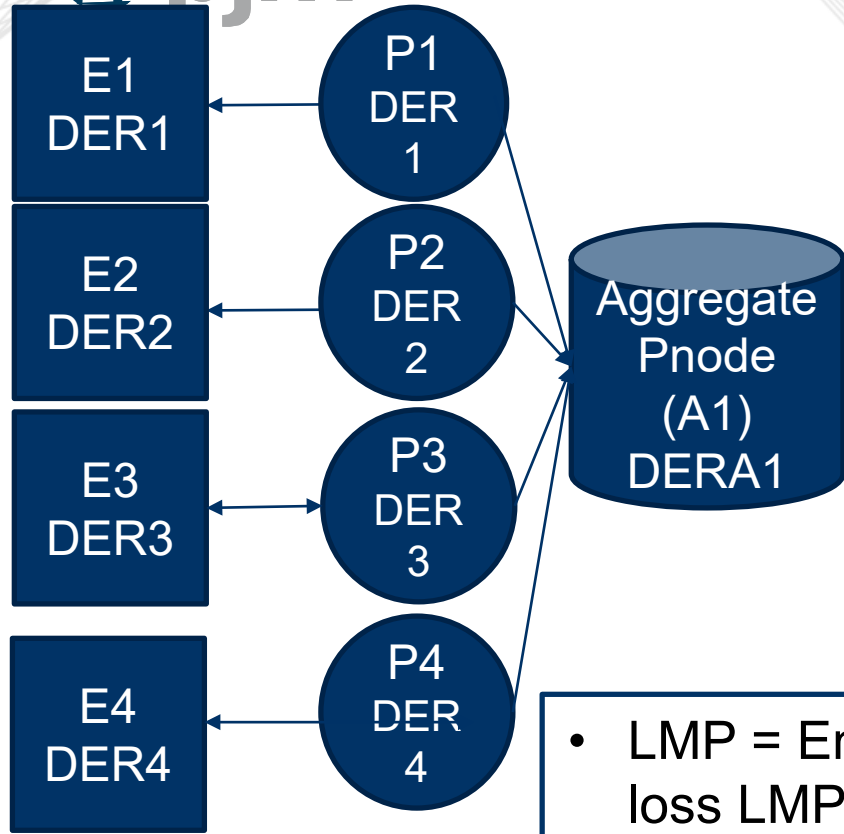 E1
DER1
P1
DER
1
E2
DER2
P2
DER
2
Aggregate
Pnode
(A1)
DERA1
E3
DER3
P3
DER
3
E4
DER4
P4
DER
4
• LMP = Er
loss LMP